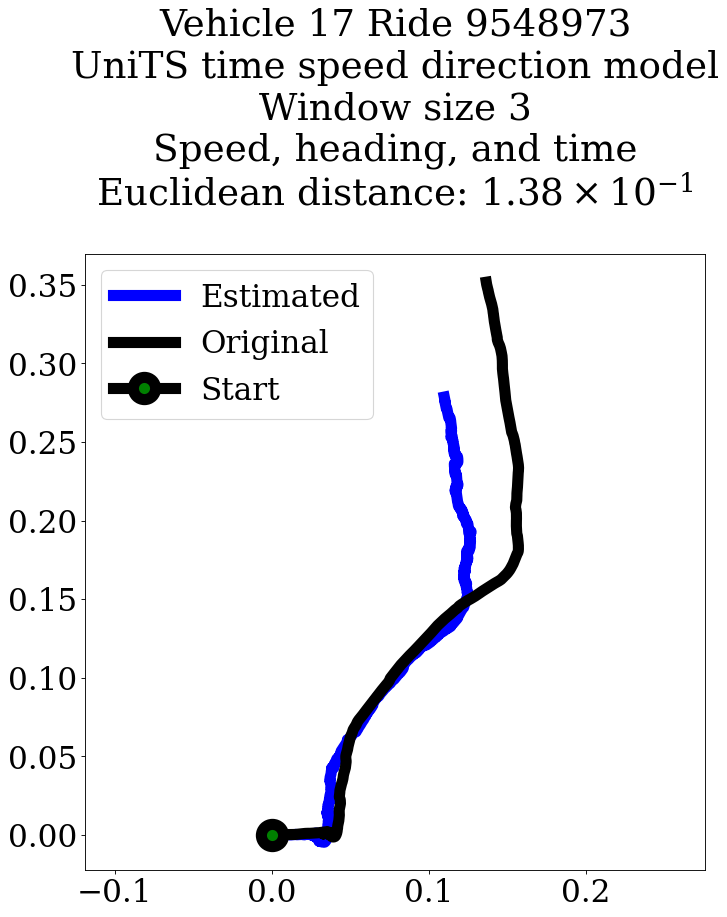 Vehicle 17 Ride 9548973
UniTS time speed direction model
Window size 3
Speed, heading, and time
Euclidean distance: 1.38 × 10⁻¹
Estimated
Original
Start
0.35
0.30
0.25
0.20
0.15
0.10
0.05
0.00
−0.1 0.0 0.1 0.2